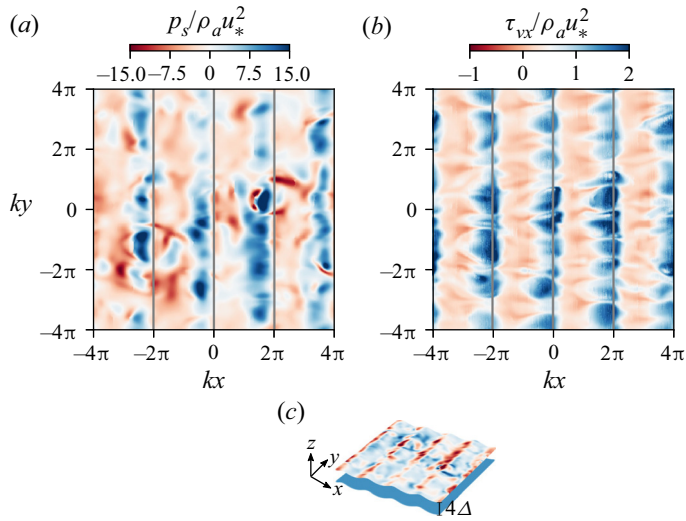 (a) p_s/ρ_a u_*^2
−15.0 −7.5 0 7.5 15.0
(b) τ_{vx}/ρ_a u_*^2
−1 0 1 2
4π
2π
ky 0
−2π
−4π
−4π −2π 0 2π 4π
kx
4π
2π
0
−2π
−4π
−4π −2π 0 2π 4π
kx
(c)
z
y
x
4Δ